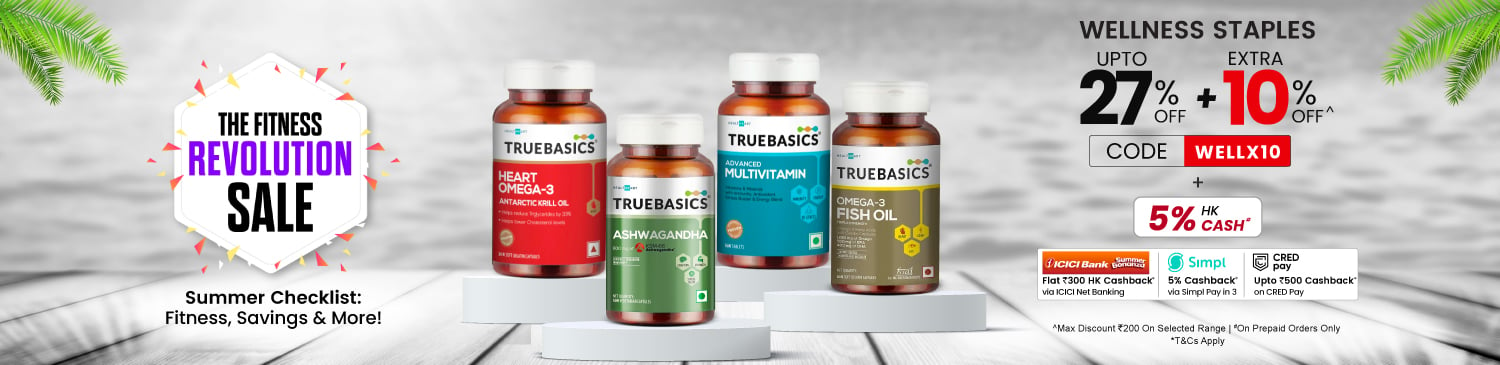 THE FITNESS
REVOLUTION
SALE
Summer Checklist:
Fitness, Savings & More!
TRUEBASICS®
HEART
OMEGA-3
ANTARCTIC KRILL OIL
TRUEBASICS®
ASHWAGANDHA
KSM-66
Ashwagandha
TRUEBASICS®
ADVANCED
MULTIVITAMIN
TRUEBASICS®
OMEGA-3
FISH OIL
WELLNESS STAPLES
UPTO 27% OFF + EXTRA 10% OFF^
CODE WELLX10
+
5% HK CASH#
ICICI Bank Summer Bonanza
Flat ₹300 HK Cashback*
via ICICI Net Banking
Simpl
5% Cashback*
via Simpl Pay in 3
CRED pay
Upto ₹500 Cashback*
on CRED Pay
^Max Discount ₹200 On Selected Range | #On Prepaid Orders Only
*T&Cs Apply